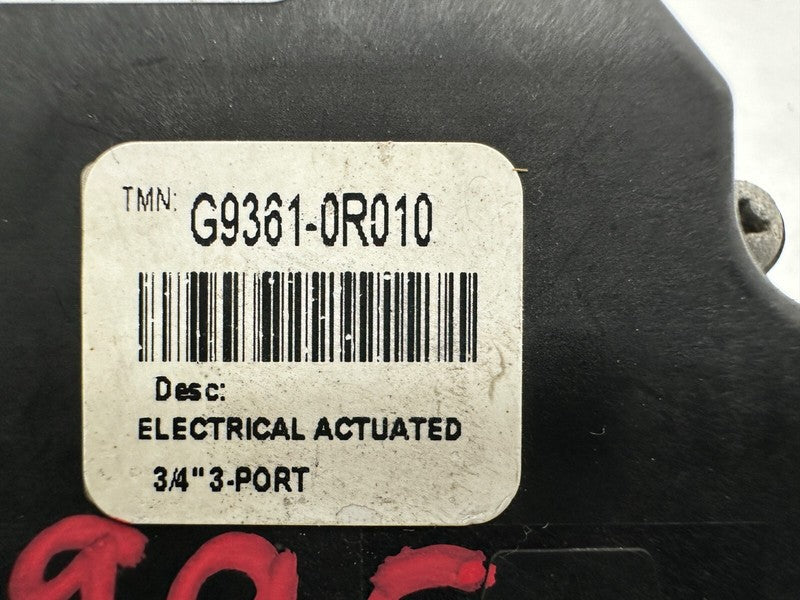 TMN: G9361-0R010
Desc:
ELECTRICAL ACTUATED
3/4" 3-PORT